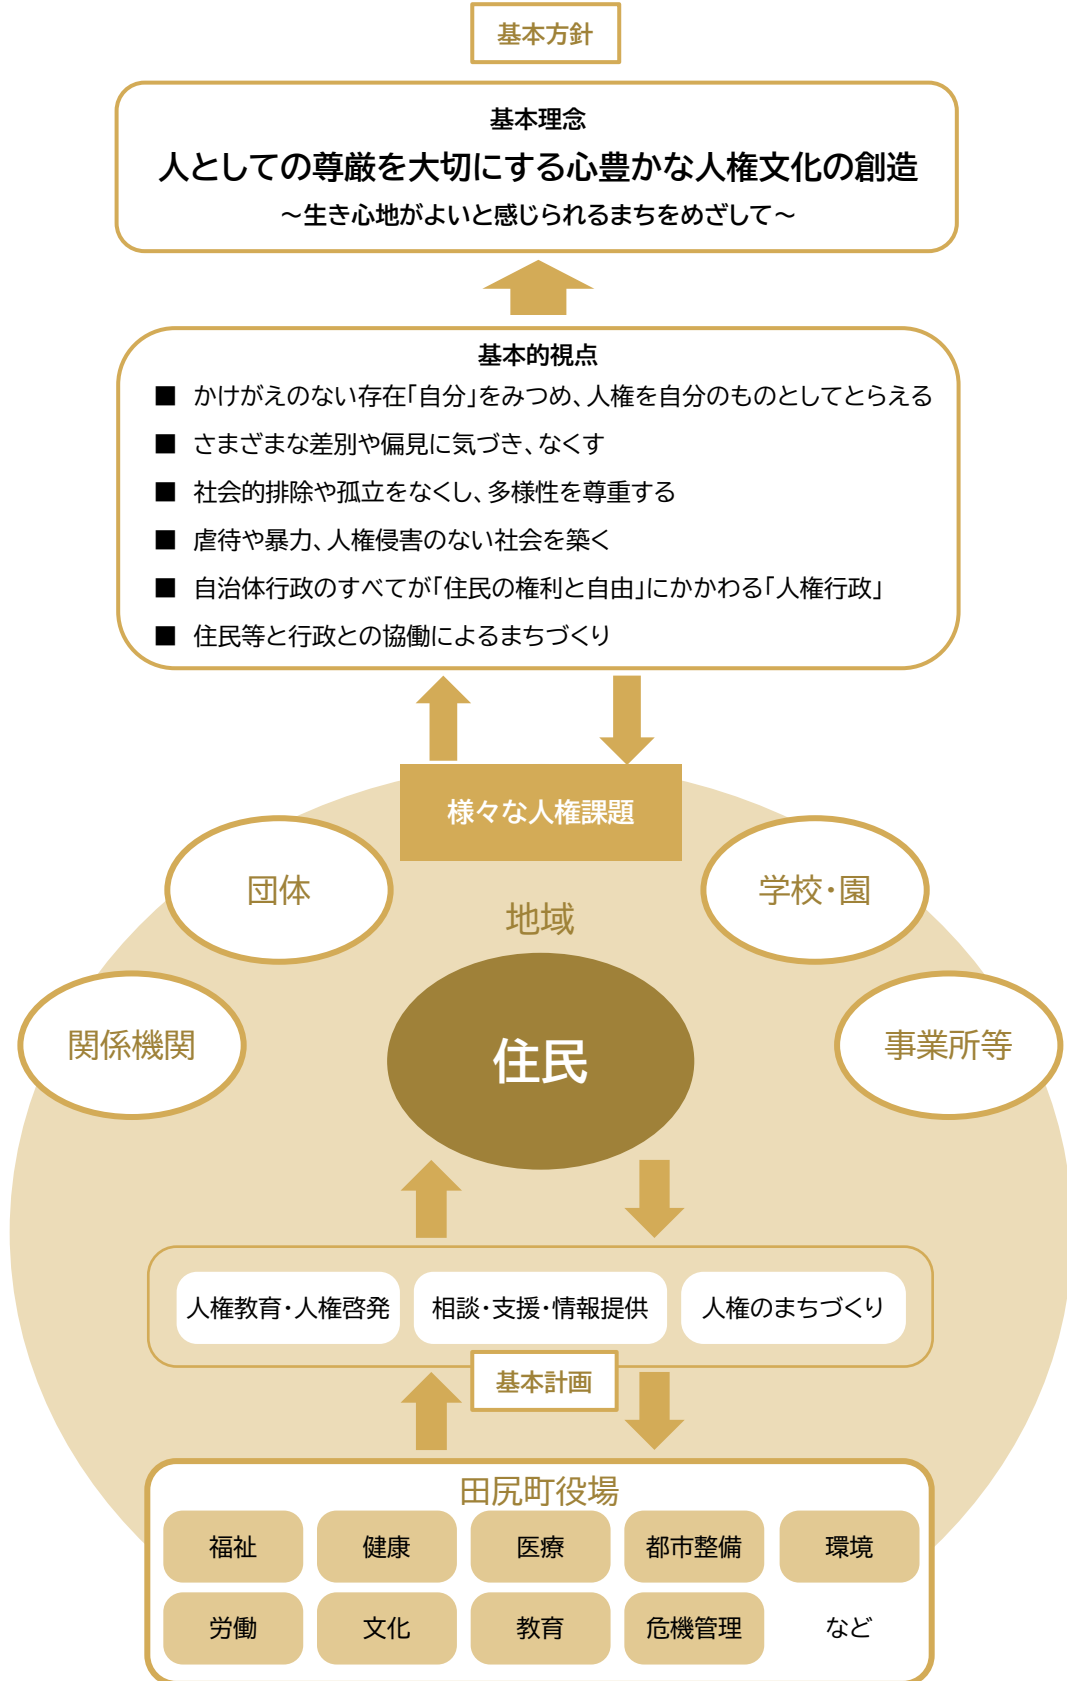 基本方針
基本理念
人としての尊厳を大切にする心豊かな人権文化の創造
～生き心地がよいと感じられるまちをめざして～
基本的視点
■ かけがえのない存在「自分」をみつめ、人権を自分のものとしてとらえる
■ さまざまな差別や偏見に気づき、なくす
■ 社会的排除や孤立をなくし、多様性を尊重する
■ 虐待や暴力、人権侵害のない社会を築く
■ 自治体行政のすべてが「住民の権利と自由」にかかわる「人権行政」
■ 住民等と行政との協働によるまちづくり
様々な人権課題
団体
学校・園
地域
関係機関
住民
事業所等
人権教育・人権啓発
相談・支援・情報提供
人権のまちづくり
基本計画
田尻町役場
福祉
健康
医療
都市整備
環境
労働
文化
教育
危機管理
など